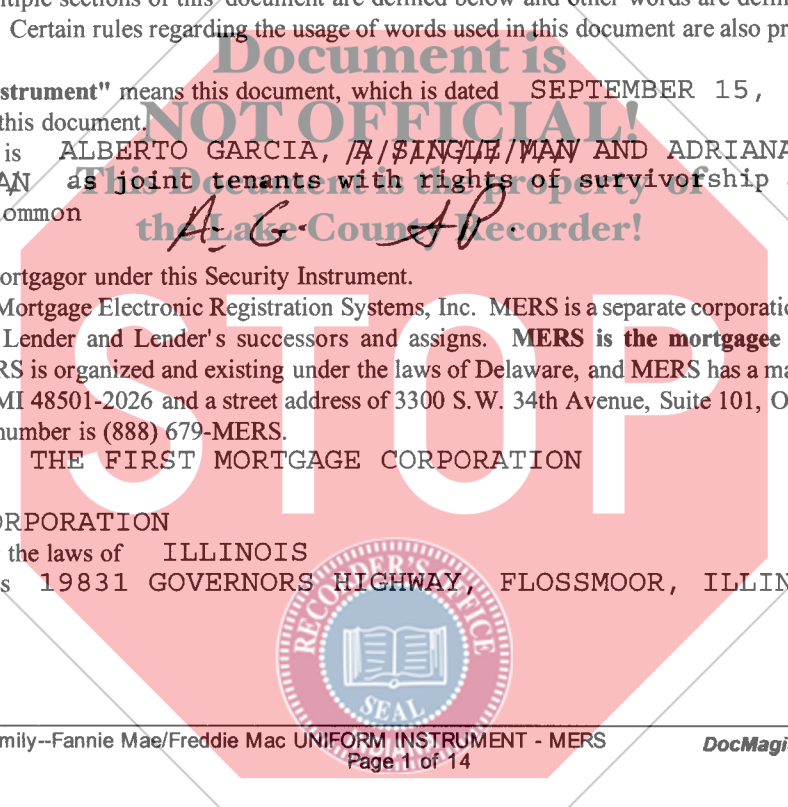 ltiple sections of this document are defined below and other words are defin
Certain rules regarding the usage of words used in this document are also pr
Document is
strument" means this document, which is dated SEPTEMBER 15,
NOT OFFICIAL!
this document.
is ALBERTO GARCIA, A SINGLE MAN AND ADRIANA
This Document is the property of
AN as joint tenants with rights of survivorship
ommon
the Lake County Recorder!
A. G. A P.
ortgagor under this Security Instrument.
Mortgage Electronic Registration Systems, Inc. MERS is a separate corporatio
Lender and Lender's successors and assigns. MERS is the mortgagee
RS is organized and existing under the laws of Delaware, and MERS has a ma
MI 48501-2026 and a street address of 3300 S.W. 34th Avenue, Suite 101, O
number is (888) 679-MERS.
THE FIRST MORTGAGE CORPORATION
STOP
ORPORATION
the laws of ILLINOIS
s 19831 GOVERNORS HIGHWAY, FLOSSMOOR, ILLIN
RECORDER'S OFFICE
SEAL
mily--Fannie Mae/Freddie Mac UNIFORM INSTRUMENT - MERS DocMagi
Page 1 of 14